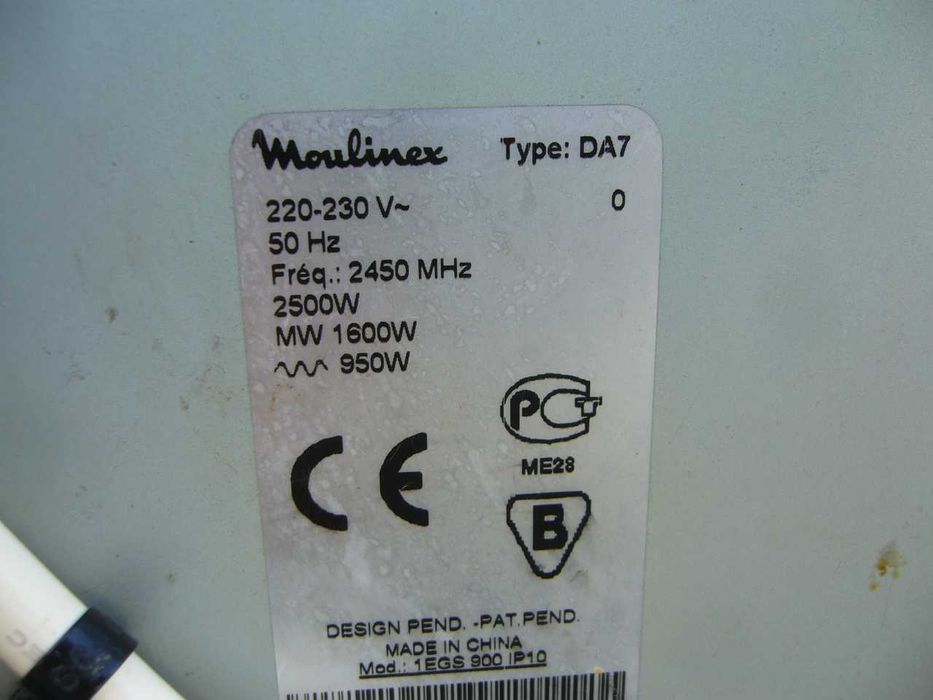 Moulinex Type: DA7
220-230 V~ 0
50 Hz
Fréq.: 2450 MHz
2500W
MW 1600W
950W
CE
PCT
ME28
B
DESIGN PEND. -PAT.PEND.
MADE IN CHINA
Mod.: 1EGS 900 IP10